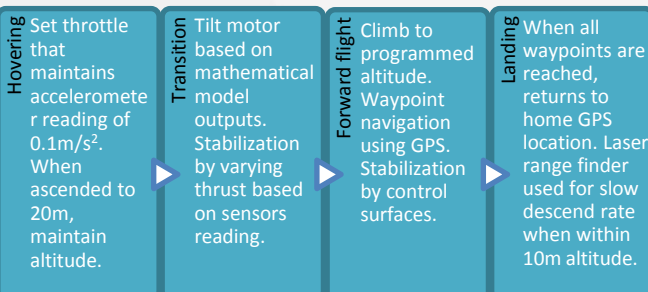 Hovering
Set throttle
that
maintains
acceleromete
r reading of
0.1m/s².
When
ascended to
20m,
maintain
altitude.
Transition
Tilt motor
based on
mathematical
model
outputs.
Stabilization
by varying
thrust based
on sensors
reading.
Forward flight
Climb to
programmed
altitude.
Waypoint
navigation
using GPS.
Stabilization
by control
surfaces.
Landing
When all
waypoints are
reached,
returns to
home GPS
location. Laser
range finder
used for slow
descend rate
when within
10m altitude.